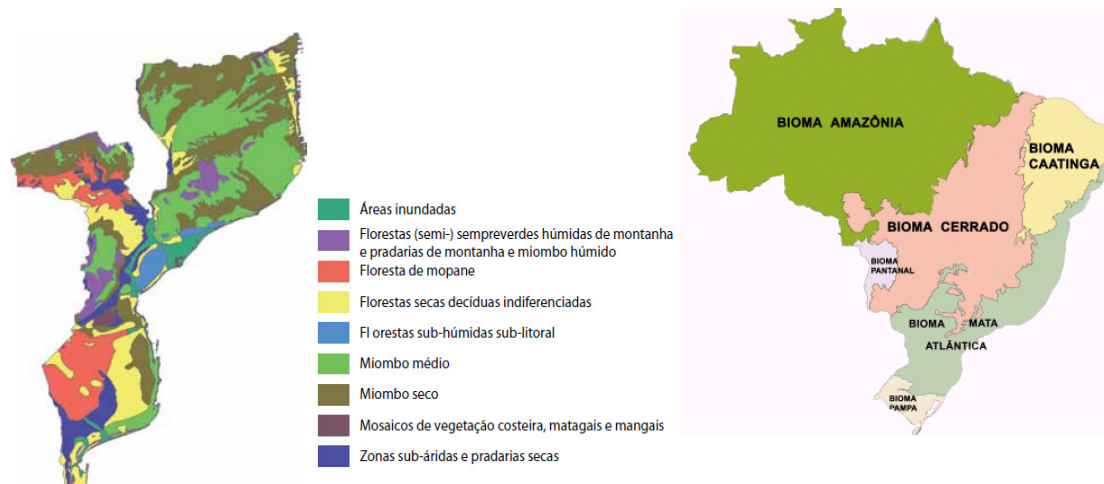 Áreas inundadas
Florestas (semi-) sempreverdes húmidas de montanha
e pradarias de montanha e miombo húmido
Floresta de mopane
Florestas secas decíduas indiferenciadas
Fl orestas sub-húmidas sub-litoral
Miombo médio
Miombo seco
Mosaicos de vegetação costeira, matagais e mangais
Zonas sub-áridas e pradarias secas
BIOMA AMAZÔNIA
BIOMA
CAATINGA
BIOMA CERRADO
BIOMA
PANTANAL
BIOMA MATA
ATLÂNTICA
BIOMA
PAMPA